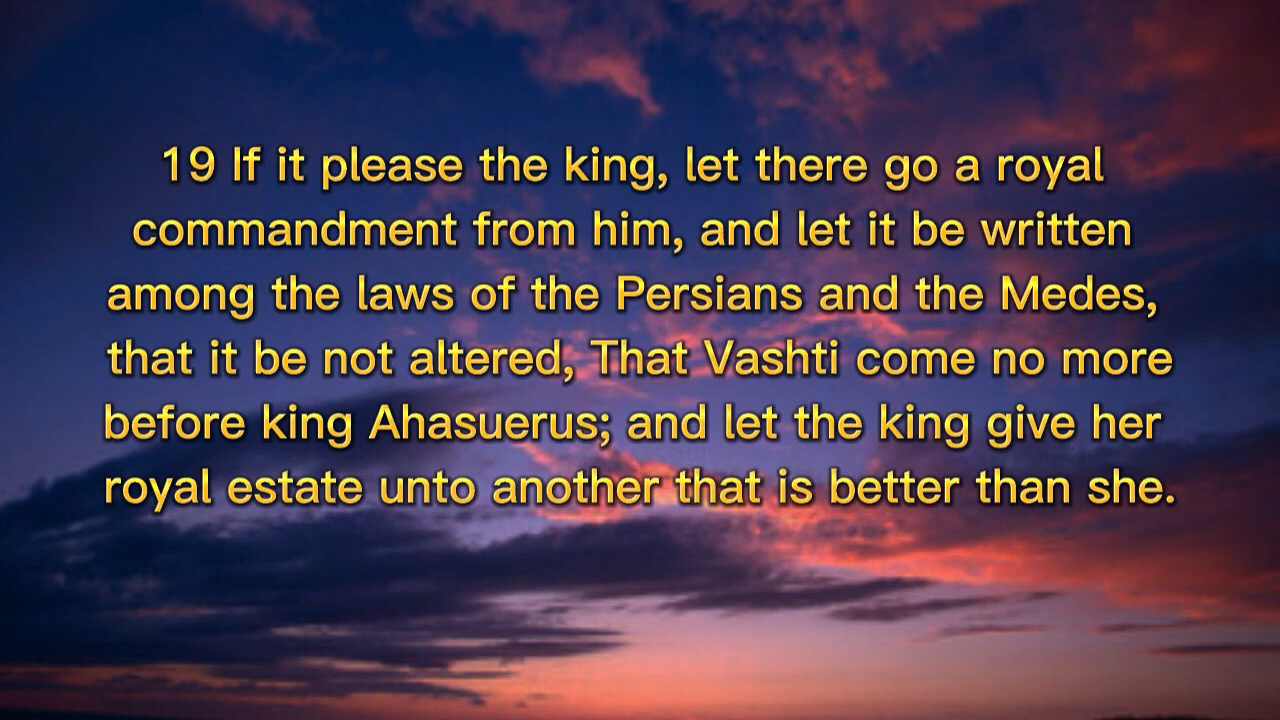 19 If it please the king, let there go a royal
commandment from him, and let it be written
among the laws of the Persians and the Medes,
that it be not altered, That Vashti come no more
before king Ahasuerus; and let the king give her
royal estate unto another that is better than she.